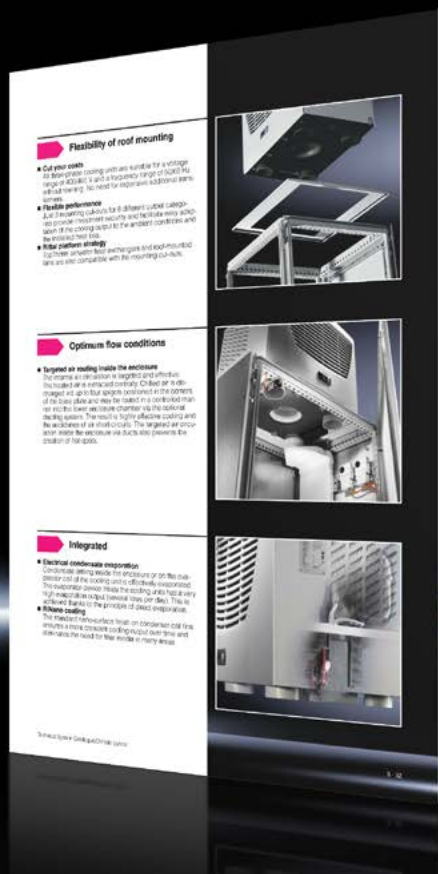 Flexibility of roof mounting
■ Cut your costs
All three-phase cooling units are suitable for a voltage
range of 400/460 V and a frequency range of 50/60 Hz
without rewiring. No need for expensive additional trans-
formers.
■ Flexible performance
Just 3 mounting cut-outs for 6 different output catego-
ries provide investment security and facilitate easy adap-
tation of the cooling output to the ambient conditions and
the installed heat loss.
■ Rittal platform strategy
TopTherm air/water heat exchangers and roof-mounted
fans are also compatible with the mounting cut-outs.
Optimum flow conditions
■ Targeted air routing inside the enclosure
The internal air circulation is targeted and effective.
The heated air is extracted centrally. Chilled air is dis-
charged via up to four spigots positioned in the corners
of the base plate and may be routed in a controlled man-
ner into the lower enclosure chamber via the optional
ducting system. The result is highly effective cooling and
the avoidance of air short-circuits. The targeted air circu-
lation inside the enclosure via ducts also prevents the
creation of hot spots.
Integrated
■ Electrical condensate evaporation
Condensate arising inside the enclosure or on the eva-
porator coil of the cooling unit is effectively evaporated.
The evaporator device inside the cooling units has a very
high evaporation output (several litres per day). This is
achieved thanks to the principle of direct evaporation.
■ RiNano coating
The standard nano-surface finish on condenser coil fins
ensures a more constant cooling output over time and
eliminates the need for filter media in many areas.
Technical System Catalogue/Climate control